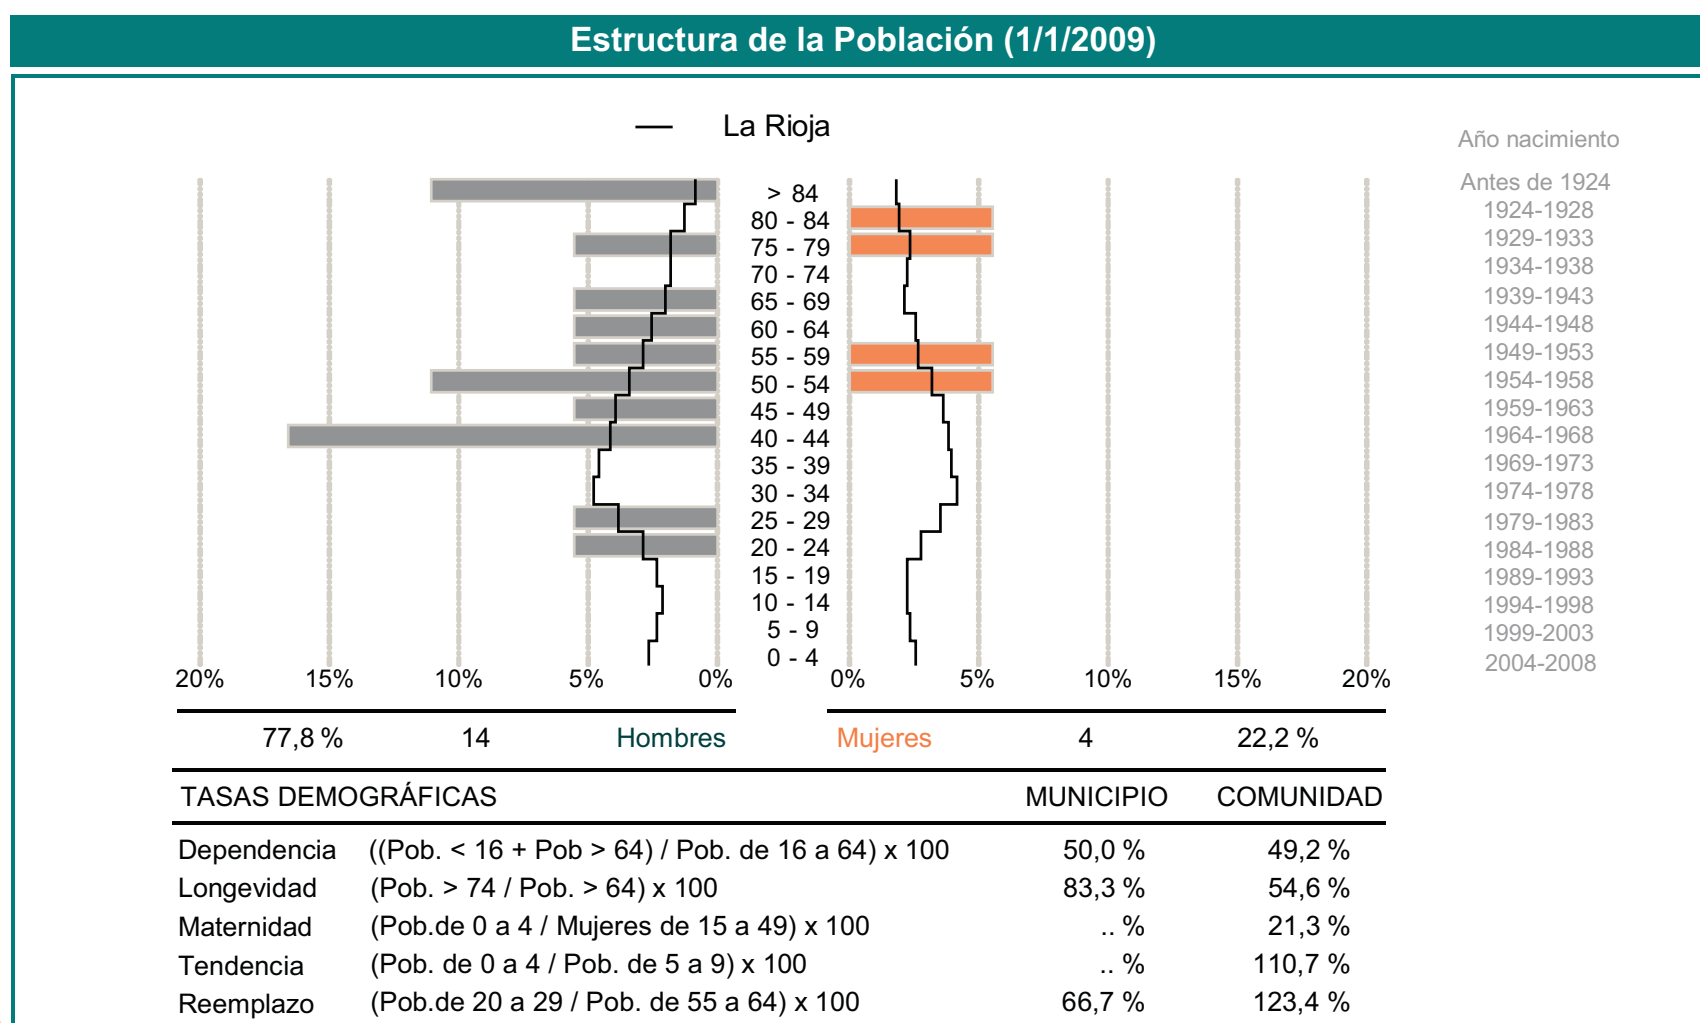 Estructura de la Población (1/1/2009)
La Rioja
Año nacimiento
> 84 Antes de 1924
80 - 84 1924-1928
75 - 79 1929-1933
70 - 74 1934-1938
65 - 69 1939-1943
60 - 64 1944-1948
55 - 59 1949-1953
50 - 54 1954-1958
45 - 49 1959-1963
40 - 44 1964-1968
35 - 39 1969-1973
30 - 34 1974-1978
25 - 29 1979-1983
20 - 24 1984-1988
15 - 19 1989-1993
10 - 14 1994-1998
5 - 9 1999-2003
0 - 4 2004-2008
20% 15% 10% 5% 0% 0% 5% 10% 15% 20%
77,8 % 14 Hombres Mujeres 4 22,2 %
TASAS DEMOGRÁFICAS MUNICIPIO COMUNIDAD
Dependencia ((Pob. < 16 + Pob > 64) / Pob. de 16 a 64) x 100 50,0 % 49,2 %
Longevidad (Pob. > 74 / Pob. > 64) x 100 83,3 % 54,6 %
Maternidad (Pob.de 0 a 4 / Mujeres de 15 a 49) x 100 .. % 21,3 %
Tendencia (Pob. de 0 a 4 / Pob. de 5 a 9) x 100 .. % 110,7 %
Reemplazo (Pob.de 20 a 29 / Pob. de 55 a 64) x 100 66,7 % 123,4 %